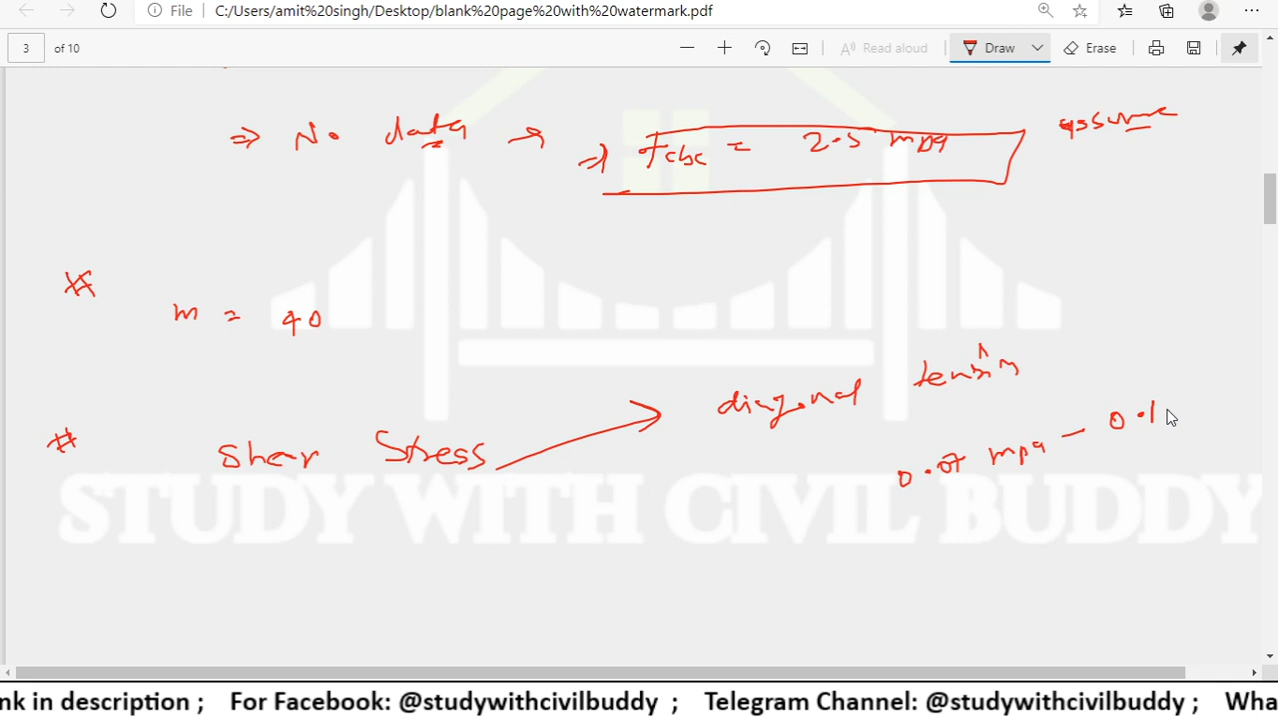 File C:/Users/amit%20singh/Desktop/blank%20page%20with%20watermark.pdf
3 of 10 Read aloud Draw Erase
⇒ No data → ⇒ fcbc = 2.5 mpa assume
m = 40
# Shear Stress → diagonal tension
0.07 mpa - 0.1
STUDY WITH CIVIL BUDDY
nk in description ; For Facebook: @studywithcivilbuddy ; Telegram Channel: @studywithcivilbuddy ; Wha